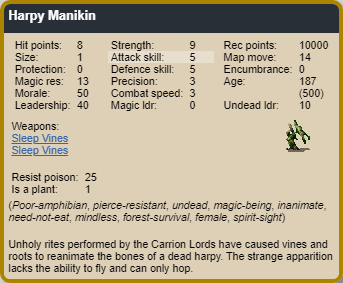 Harpy Manikin
Hit points: 8 Strength: 9 Rec points: 10000
Size: 1 Attack skill: 5 Map move: 14
Protection: 0 Defence skill: 5 Encumbrance: 0
Magic res: 13 Precision: 3 Age: 187
Morale: 50 Combat speed: 3 (500)
Leadership: 40 Magic ldr: 0 Undead ldr: 10
Weapons:
Sleep Vines
Sleep Vines
Resist poison: 25
Is a plant: 1
(Poor-amphibian, pierce-resistant, undead, magic-being, inanimate,
need-not-eat, mindless, forest-survival, female, spirit-sight)
Unholy rites performed by the Carrion Lords have caused vines and
roots to reanimate the bones of a dead harpy. The strange apparition
lacks the ability to fly and can only hop.